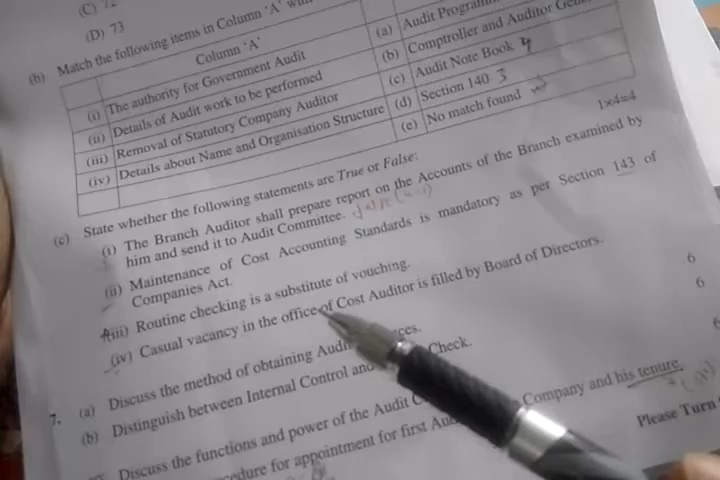 (C) 72
(D) 73
(b) Match the following items in Column 'A'
Column 'A'
(i) The authority for Government Audit
(ii) Details of Audit work to be performed
(iii) Removal of Statutory Company Auditor
(iv) Details about Name and Organisation Structure
(a) Audit
(b) Comptroller and Auditor
(c) Audit Note Book 4
(d) Section 140 3
(e) No match found
1×4=4
(c) State whether the following statements are True or False:
(i) The Branch Auditor shall prepare report on the Accounts of the Branch examined by
him and send it to Audit Committee.
(ii) Maintenance of Cost Accounting Standards is mandatory as per Section 143 of
Companies Act.
(iii) Routine checking is a substitute of vouching.
(iv) Casual vacancy in the office of Cost Auditor is filled by Board of Directors.
7. (a) Discuss the method of obtaining 6
(b) Distinguish between Internal Control and Check. 6
Discuss the functions and power of the Audit
for appointment for first Company and his tenure.
Please Turn